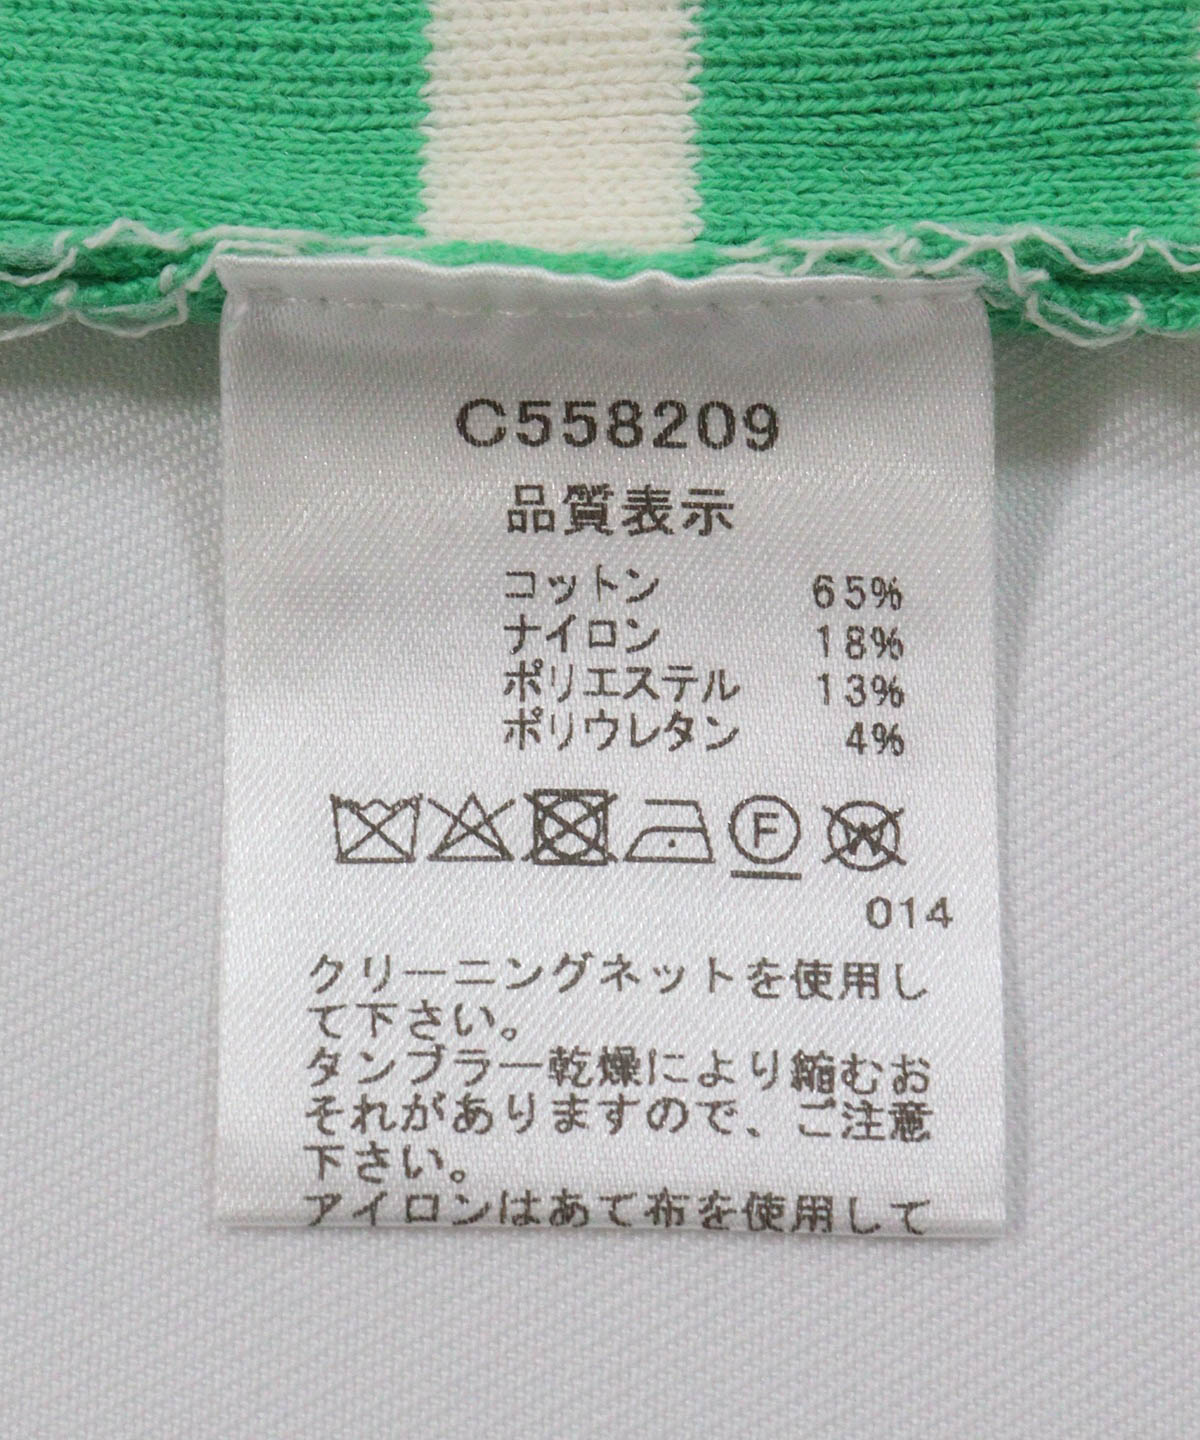 C558209
品質表示
コットン 65%
ナイロン 18%
ポリエステル 13%
ポリウレタン 4%
F W
014
クリーニングネットを使用し
て下さい。
タンブラー乾燥により縮むお
それがありますので、ご注意
下さい。
アイロンはあて布を使用して